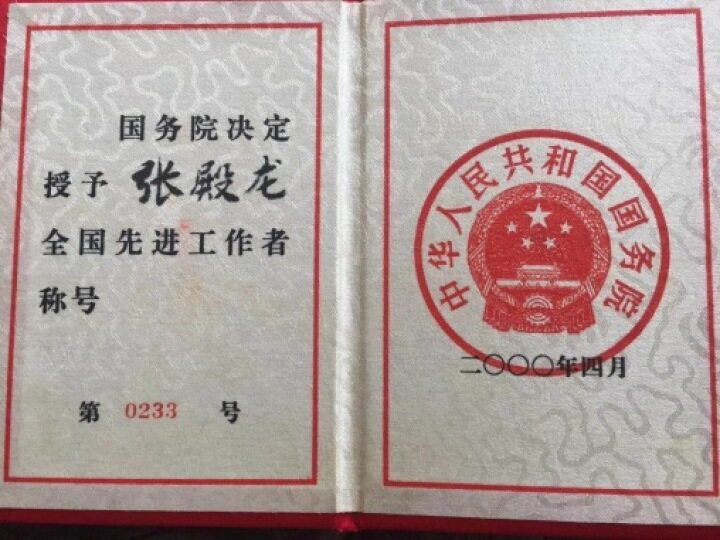 国务院决定
授予 张殿龙
全国先进工作者
称号
第 0233 号
中华人民共和国国务院
二〇〇〇年四月